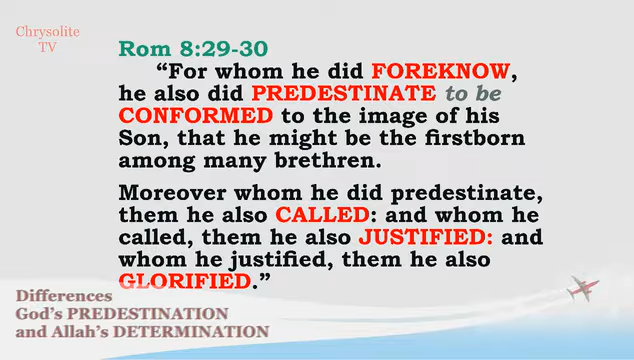 Chrysolite
TV
Rom 8:29-30
“For whom he did FOREKNOW,
he also did PREDESTINATE to be
CONFORMED to the image of his
Son, that he might be the firstborn
among many brethren.
Moreover whom he did predestinate,
them he also CALLED: and whom he
called, them he also JUSTIFIED: and
whom he justified, them he also
GLORIFIED.”
Differences
God's PREDESTINATION
and Allah's DETERMINATION